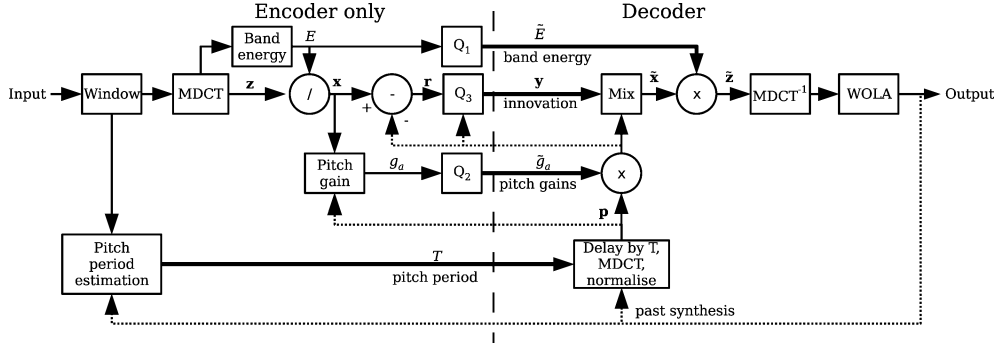 Encoder only
Decoder
Band
energy
E
Q1
Ẽ
band energy
Input
Window
MDCT
z
/
x
-
+
-
r
Q3
y
innovation
Mix
x̃
x
z̃
MDCT-1
WOLA
Output
Pitch
gain
ga
Q2
g̃a
pitch gains
x
p
Pitch
period
estimation
T
pitch period
Delay by T,
MDCT,
normalise
past synthesis